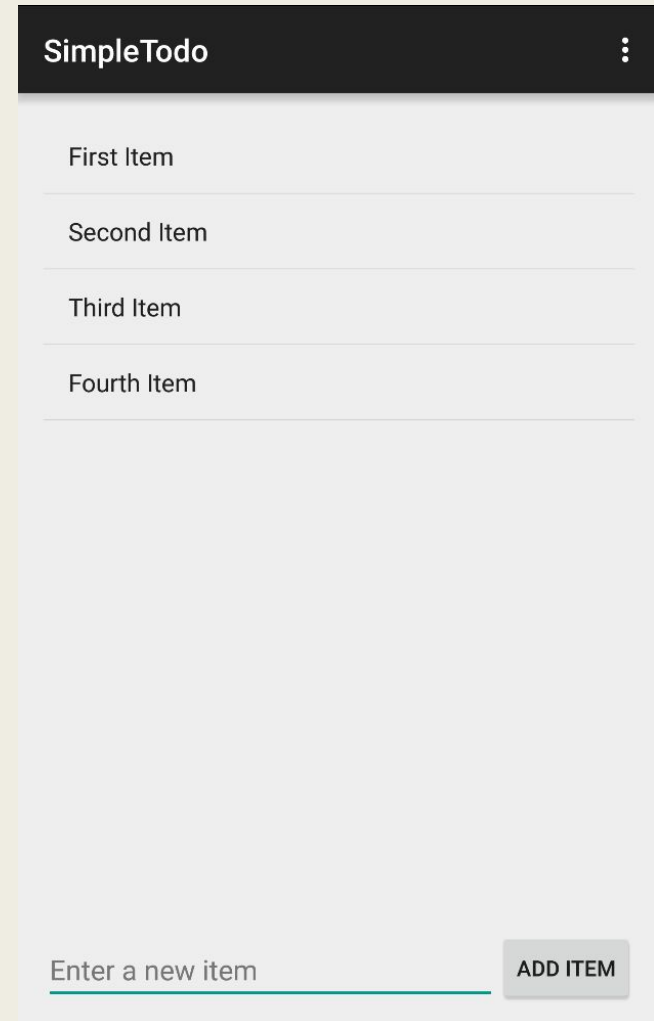 SimpleTodo
First Item
Second Item
Third Item
Fourth Item
Enter a new item
ADD ITEM